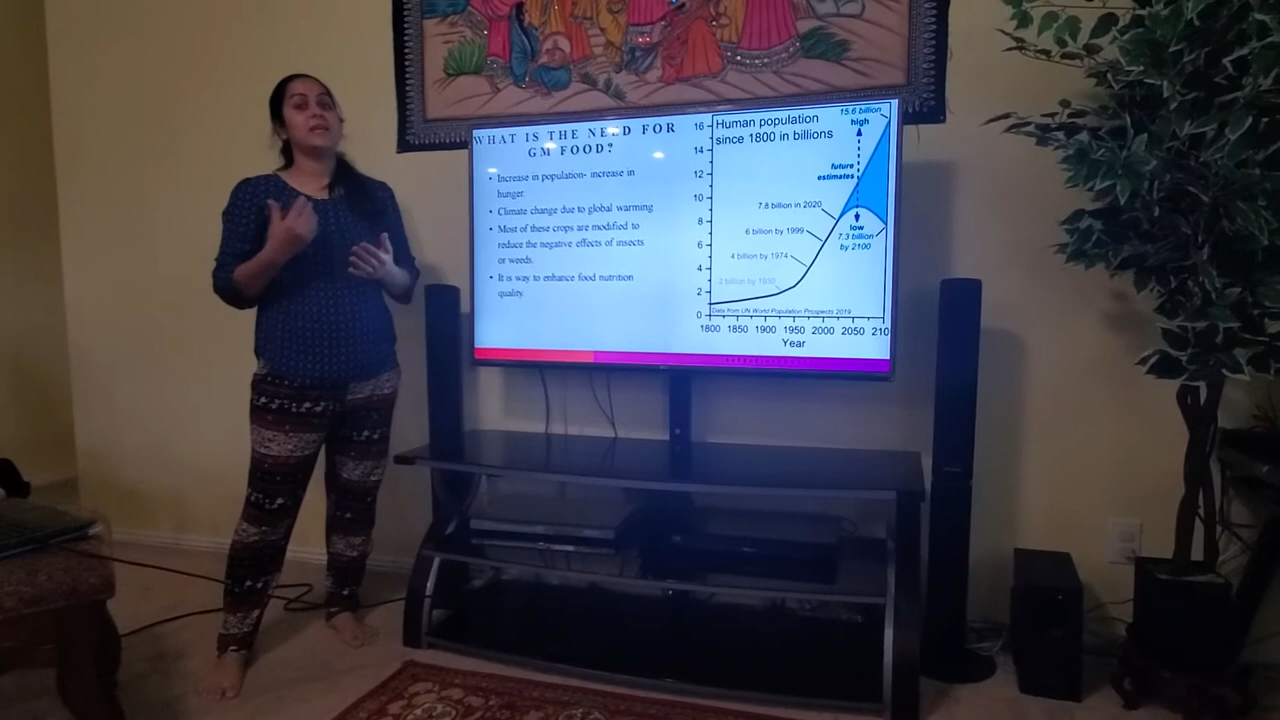 WHAT IS THE NEED FOR
GM FOOD?
• Increase in population- increase in
hunger.
• Climate change due to global warming
• Most of these crops are modified to
reduce the negative effects of insects
or weeds.
• It is way to enhance food nutrition
quality.
Human population
since 1800 in billions
15.6 billion
high
future
estimates
7.8 billion in 2020
low
7.3 billion
by 2100
6 billion by 1999
4 billion by 1974
2 billion by 1930
Data from UN World Population Prospects 2019
16
14
12
10
8
6
4
2
0
1800 1850 1900 1950 2000 2050 210
Year